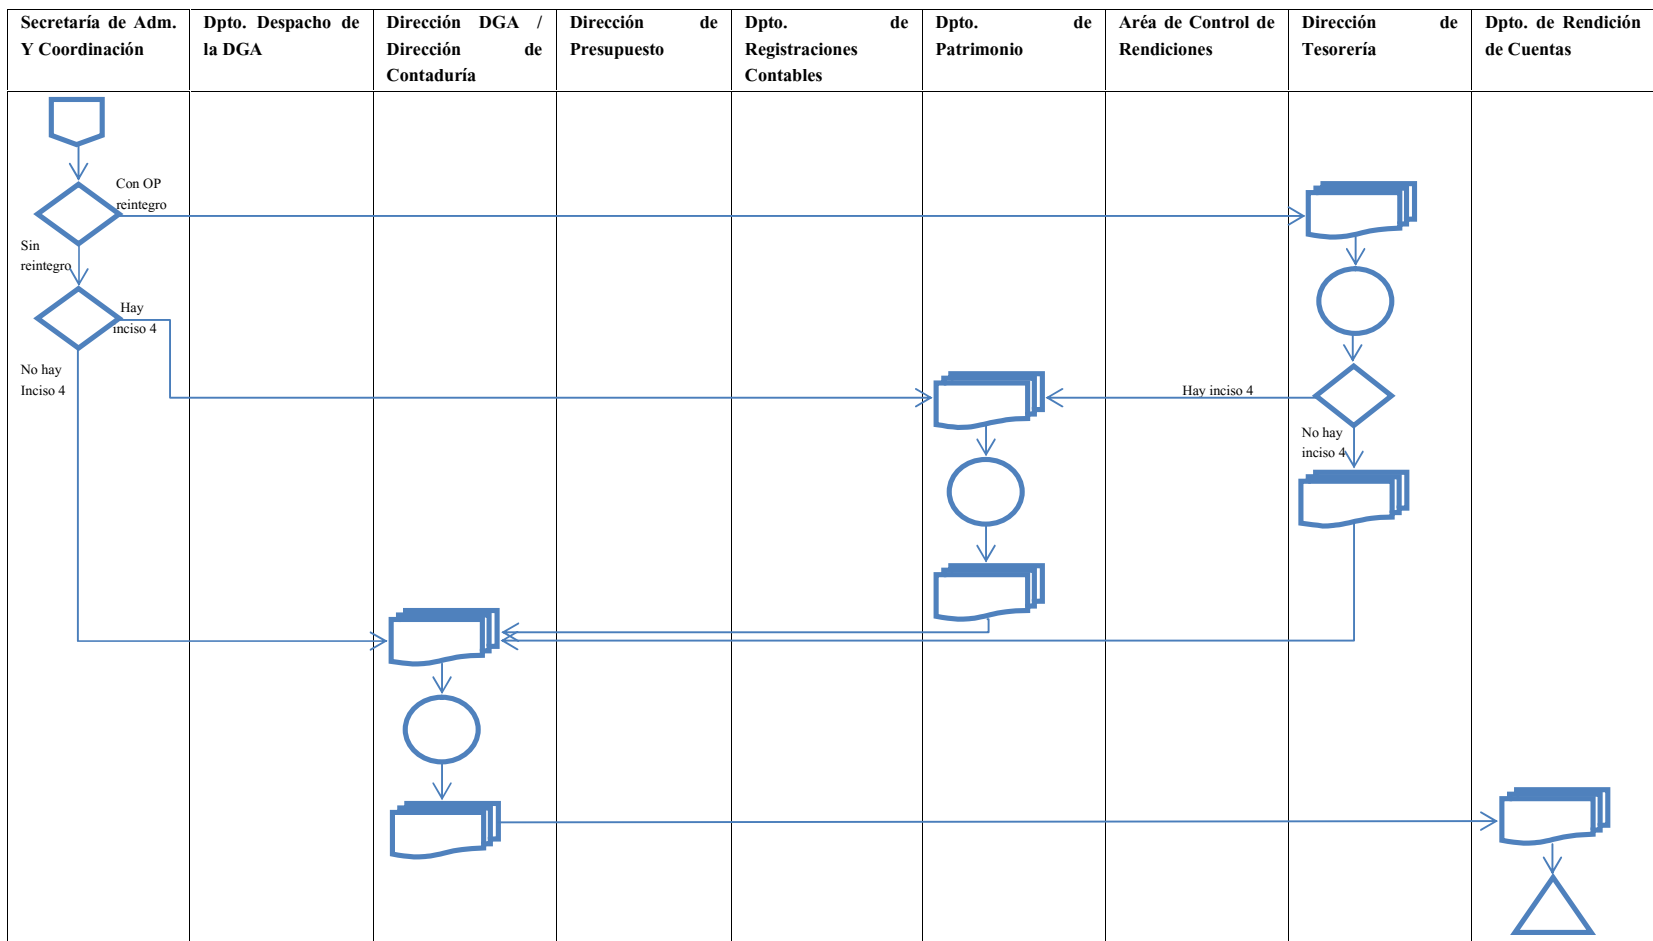 Secretaría de Adm.
Y Coordinación
Dpto. Despacho de
la DGA
Dirección DGA /
Dirección de
Contaduría
Dirección de
Presupuesto
Dpto. de
Registraciones
Contables
Dpto. de
Patrimonio
Aréa de Control de
Rendiciones
Dirección de
Tesorería
Dpto. de Rendición
de Cuentas
Con OP
reintegro
Sin
reintegro
Hay
inciso 4
No hay
Inciso 4
Hay inciso 4
No hay
inciso 4